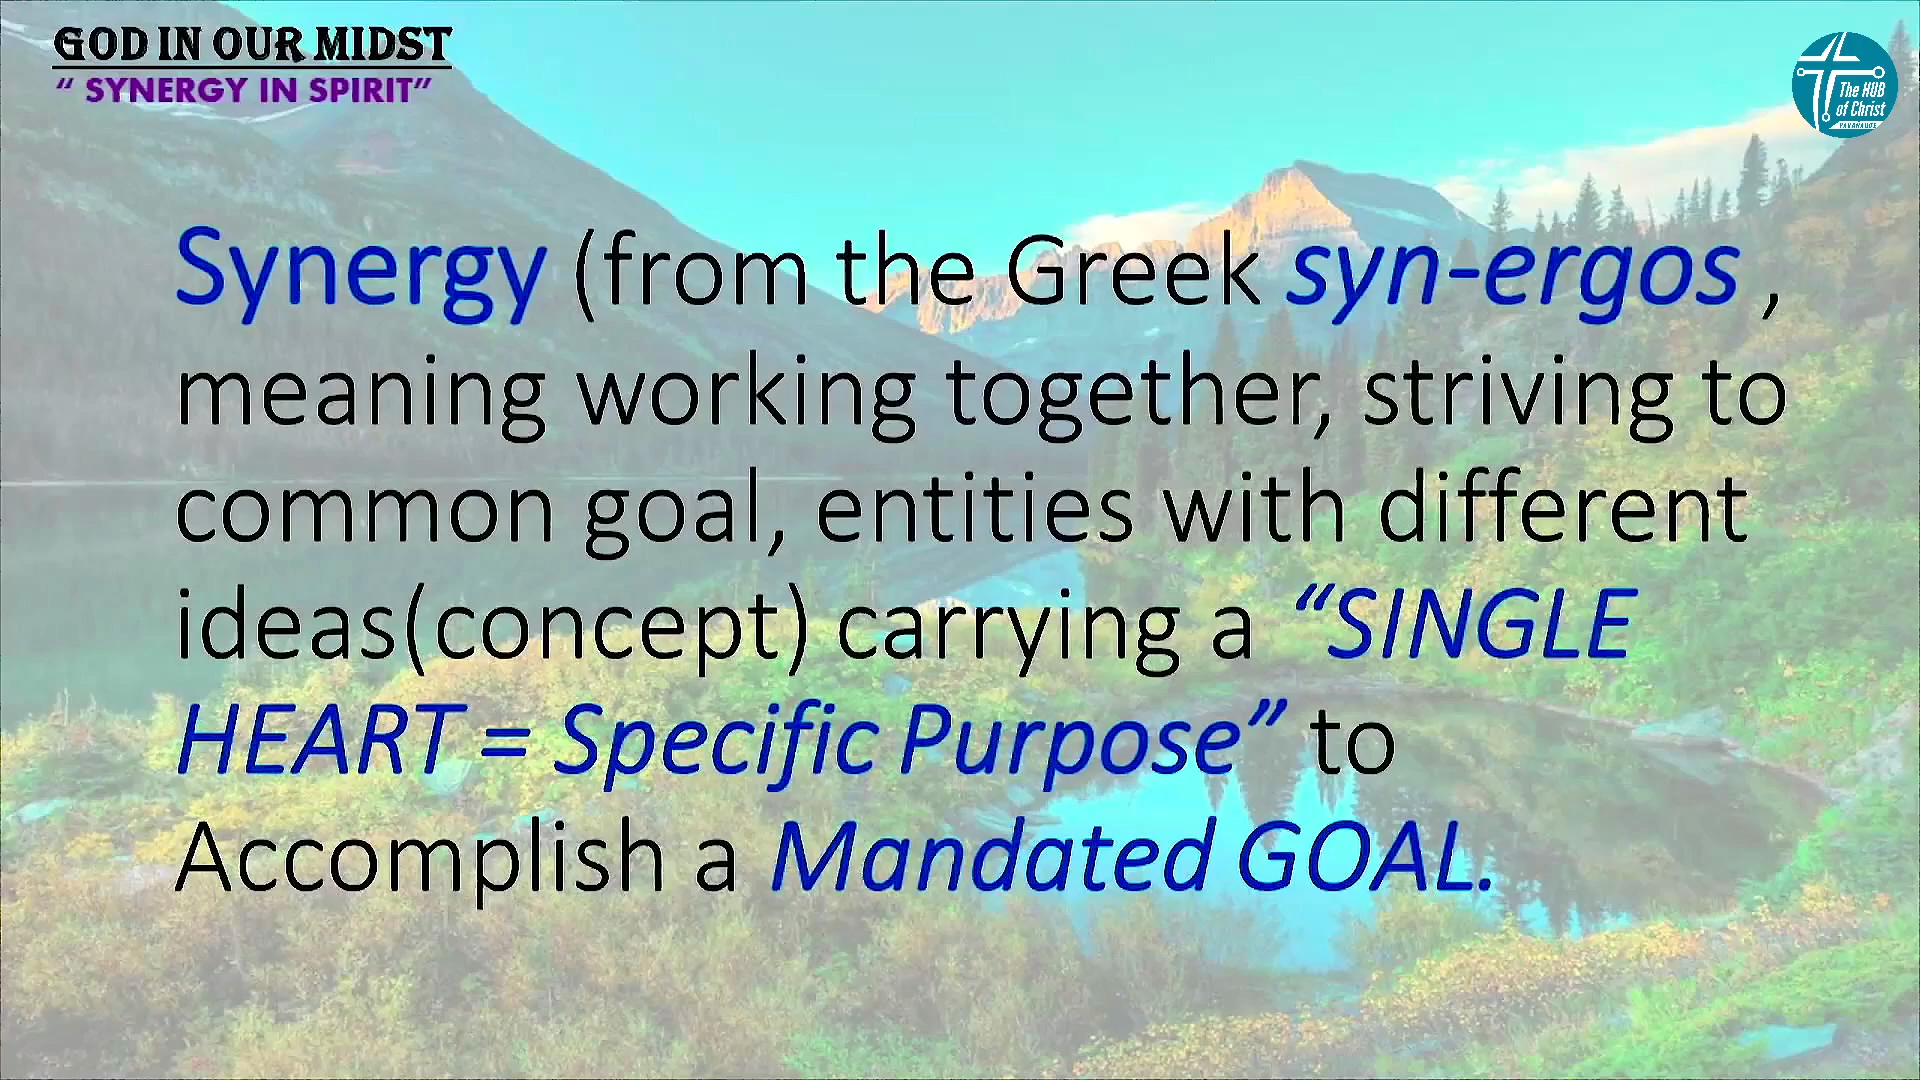 GOD IN OUR MIDST
“ SYNERGY IN SPIRIT”
The HUB
of Christ
Synergy (from the Greek syn-ergos ,
meaning working together, striving to
common goal, entities with different
ideas(concept) carrying a “SINGLE
HEART = Specific Purpose” to
Accomplish a Mandated GOAL.